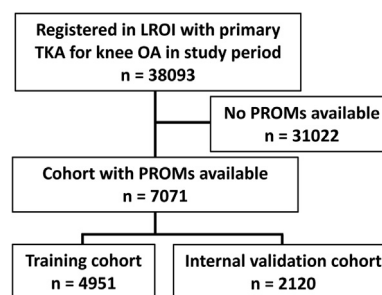 Registered in LROI with primary
TKA for knee OA in study period
n = 38093
No PROMs available
n = 31022
Cohort with PROMs available
n = 7071
Training cohort
n = 4951
Internal validation cohort
n = 2120